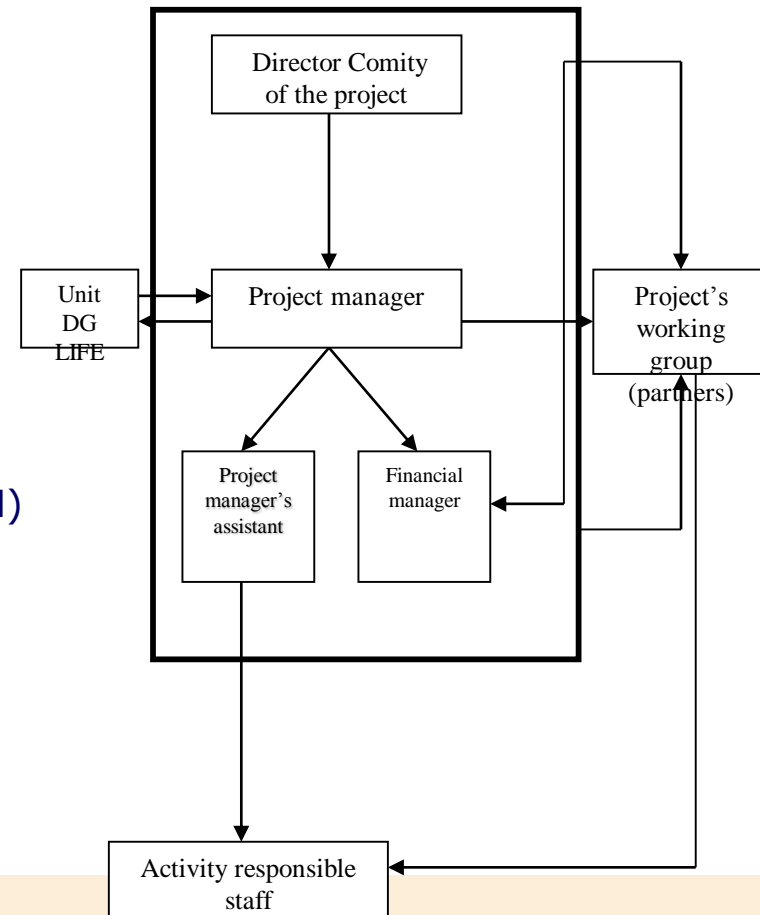 Director Comity
of the project
Unit
DG
LIFE
Project manager
Project’s
working
group
(partners)
Project
manager’s
assistant
Financial
manager
)
Activity responsible
staff